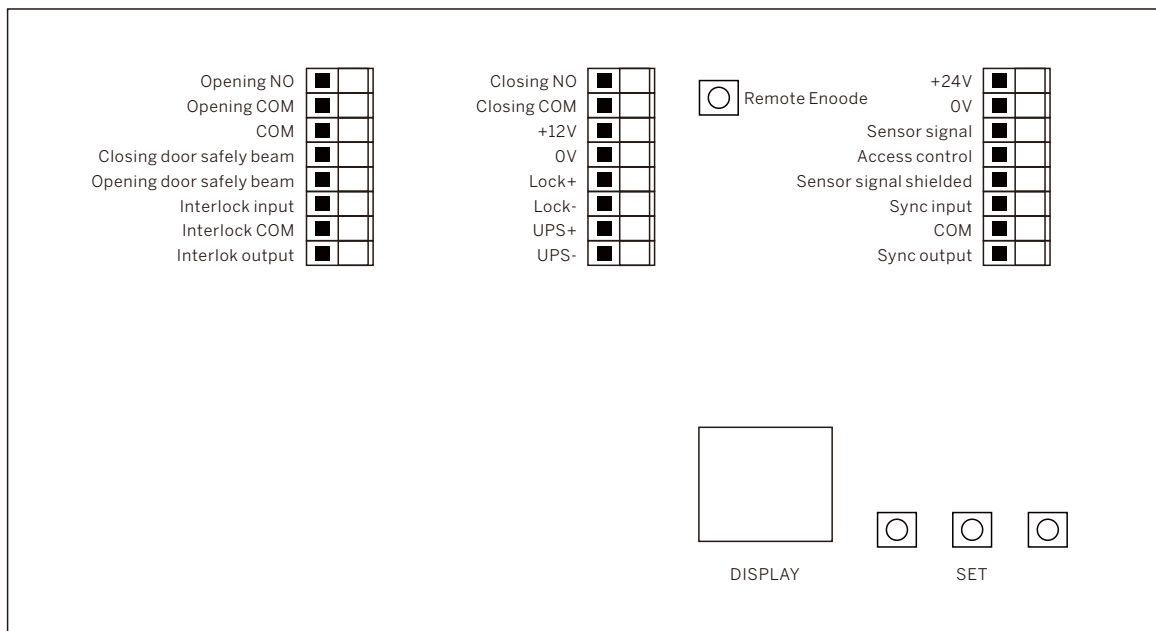 Opening NO
Opening COM
COM
Closing door safely beam
Opening door safely beam
Interlock input
Interlock COM
Interlok output
Closing NO
Closing COM
+12V
0V
Lock+
Lock-
UPS+
UPS-
Remote Enoode
+24V
0V
Sensor signal
Access control
Sensor signal shielded
Sync input
COM
Sync output
DISPLAY
SET